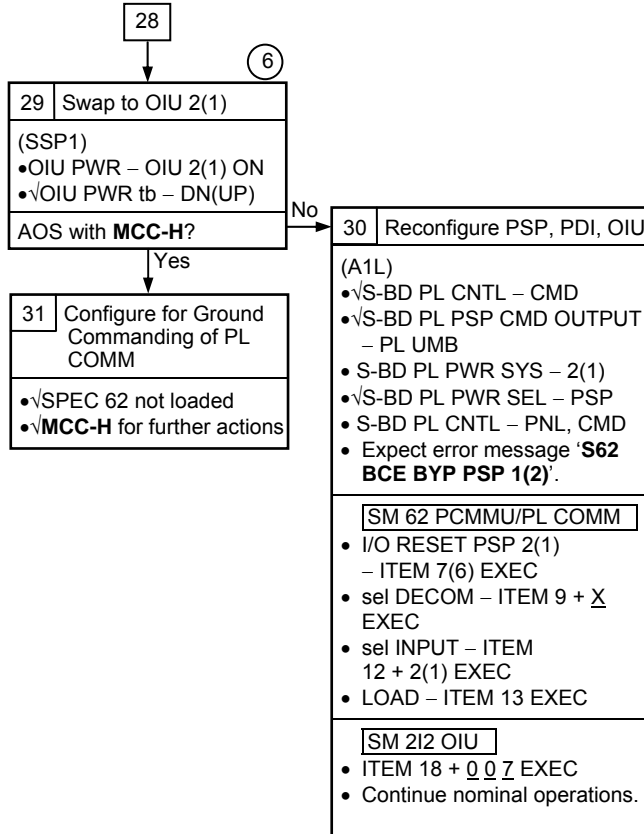 28
6
29 Swap to OIU 2(1)
(SSP1)
•OIU PWR – OIU 2(1) ON
•√OIU PWR tb – DN(UP)
AOS with MCC-H?
No
Yes
31 Configure for Ground
Commanding of PL
COMM
•√SPEC 62 not loaded
•√MCC-H for further actions
30 Reconfigure PSP, PDI, OIU
(A1L)
•√S-BD PL CNTL – CMD
•√S-BD PL PSP CMD OUTPUT
– PL UMB
• S-BD PL PWR SYS – 2(1)
•√S-BD PL PWR SEL – PSP
• S-BD PL CNTL – PNL, CMD
• Expect error message ‘S62
BCE BYP PSP 1(2)’.
SM 62 PCMMU/PL COMM
• I/O RESET PSP 2(1)
– ITEM 7(6) EXEC
• sel DECOM – ITEM 9 + X
EXEC
• sel INPUT – ITEM
12 + 2(1) EXEC
• LOAD – ITEM 13 EXEC
SM 2I2 OIU
• ITEM 18 + 0 0 7 EXEC
• Continue nominal operations.